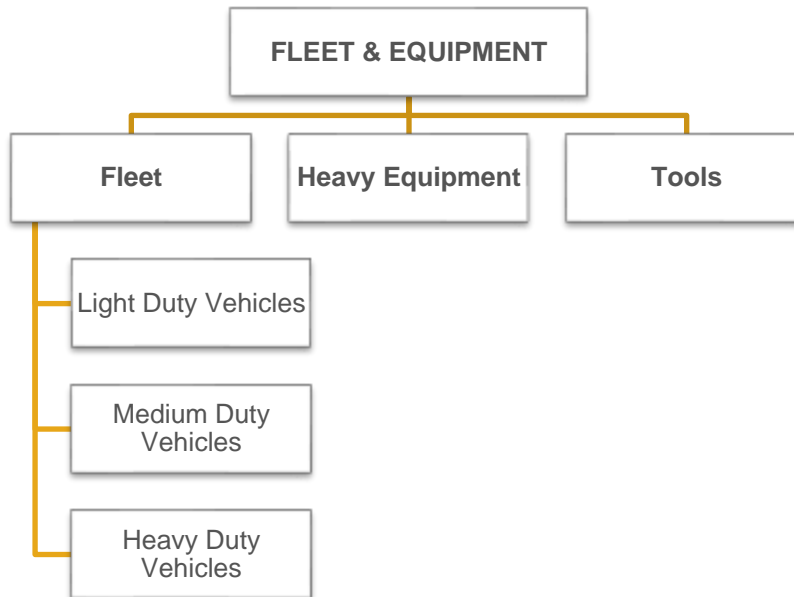 FLEET & EQUIPMENT
Fleet
Heavy Equipment
Tools
Light Duty Vehicles
Medium Duty
Vehicles
Heavy Duty
Vehicles